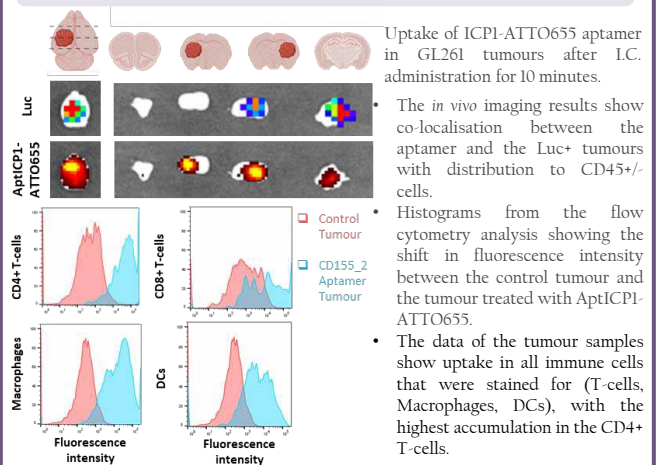 Uptake of ICP1-ATTO655 aptamer
in GL261 tumours after I.C.
administration for 10 minutes.
Luc
AptICP1-
ATTO655
• The in vivo imaging results show
co-localisation between the
aptamer and the Luc+ tumours
with distribution to CD45+/-
cells.
• Histograms from the flow
cytometry analysis showing the
shift in fluorescence intensity
between the control tumour and
the tumour treated with AptICP1-
ATTO655.
• The data of the tumour samples
show uptake in all immune cells
that were stained for (T-cells,
Macrophages, DCs), with the
highest accumulation in the CD4+
T-cells.
CD4+ T-cells
CD8+ T-cells
Control
Tumour
CD155_2
Aptamer
Tumour
Macrophages
DCs
Fluorescence
intensity
Fluorescence
intensity